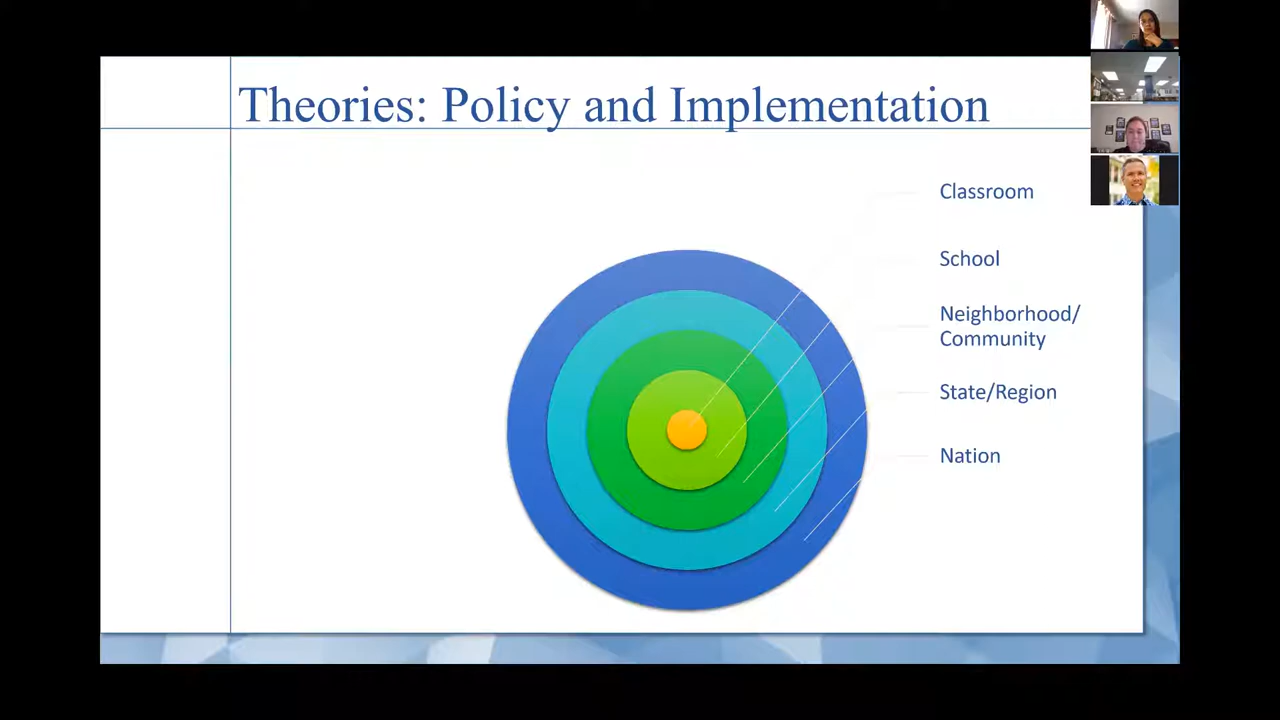 Theories: Policy and Implementation
Classroom
School
Neighborhood/
Community
State/Region
Nation